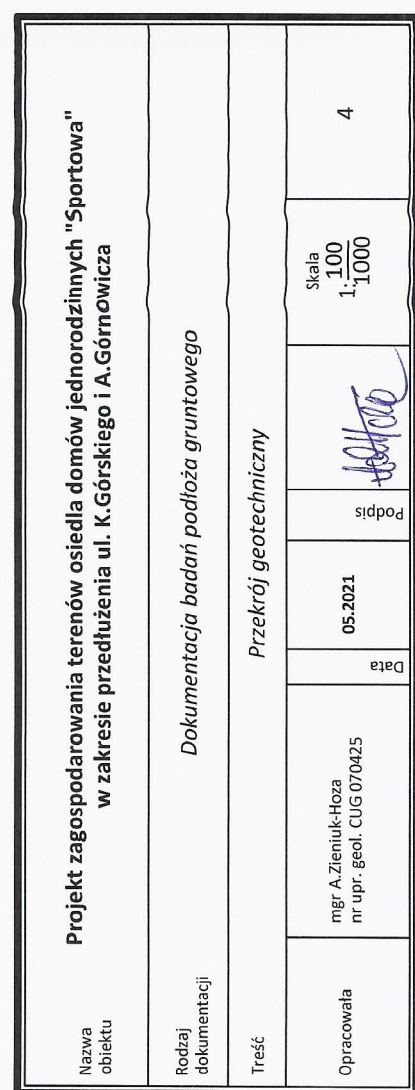 Nazwa
obiektu
Projekt zagospodarowania terenów osiedla domów jednorodzinnych "Sportowa"
w zakresie przedłużenia ul. K.Górskiego i A.Górnowicza
Rodzaj
dokumentacji
Dokumentacja badań podłoża gruntowego
Treść
Przekrój geotechniczny
Opracowała
mgr A.Zieniuk-Hoza
nr upr. geol. CUG 070425
Data
05.2021
Podpis
Skala
1: 100
1000
4